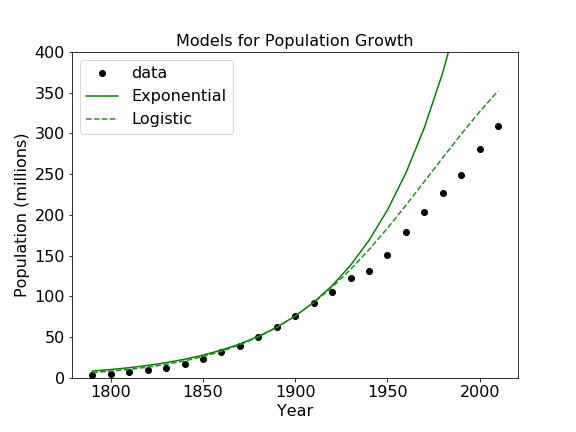 Models for Population Growth
400
350
300
250
200
150
100
50
0
Population (millions)
data
Exponential
Logistic
1800
1850
1900
1950
2000
Year